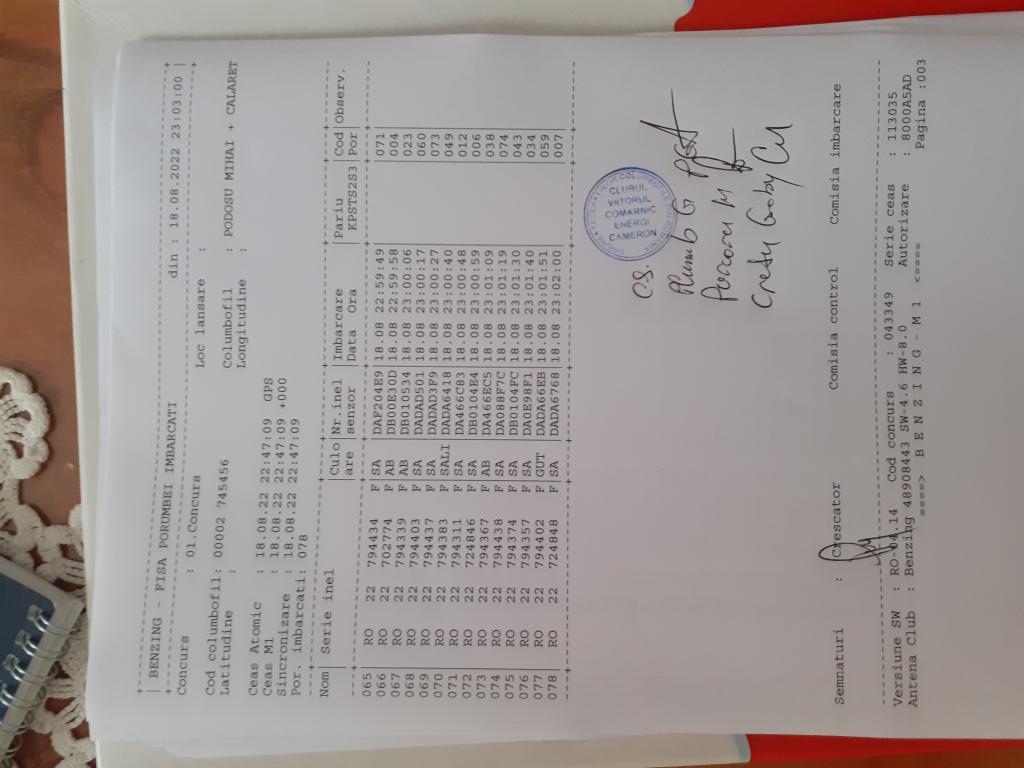 BENZING - FISA PORUMBEI IMBARCATI din : 18.08.2022 23:03:00
Concurs : 01.Concurs Loc lansare :
Cod columbofil: 00002 745456 Columbofil : PODOSU MIHAI + CALARET
Latitudine : Longitudine :
Ceas Atomic : 18.08.22 22:47:09 GPS
Ceas M1 : 18.08.22 22:47:09 +000
Sincronizare : 18.08.22 22:47:09
Por. imbarcati: 078
Nom | Serie inel | Culo | Nr.inel | Imbarcare | Pariu | Cod | Observ.
are | senzor | Data Ora | KPSTS2S3 | Por
065 | RO 22 794434 F | SA | DAF204E9 | 18.08 22:59:49 | | 071
066 | RO 22 702774 F | AB | DB00E30D | 18.08 22:59:58 | | 004
067 | RO 22 794339 F | AB | DB010534 | 18.08 23:00:06 | | 023
068 | RO 22 794403 F | SA | DADAD501 | 18.08 23:00:17 | | 060
069 | RO 22 794437 F | SA | DADAD3F9 | 18.08 23:00:27 | | 073
070 | RO 22 794383 F | SALI | DADA6418 | 18.08 23:00:40 | | 049
071 | RO 22 794311 F | SA | DA466C83 | 18.08 23:00:48 | | 012
072 | RO 22 724846 F | SA | DB0104E4 | 18.08 23:00:59 | | 006
073 | RO 22 794367 F | AB | DA466EC5 | 18.08 23:01:09 | | 038
074 | RO 22 794438 F | SA | DA088F7C | 18.08 23:01:19 | | 074
075 | RO 22 794374 F | SA | DB0104FC | 18.08 23:01:30 | | 043
076 | RO 22 794357 F | SA | DA0E98F1 | 18.08 23:01:40 | | 034
077 | RO 22 794402 F | GUT | DADA66EB | 18.08 23:01:51 | | 059
078 | RO 22 724848 F | SA | DADA6768 | 18.08 23:02:00 | | 007
CLUBUL
VIITORUL
COMARNIC
ENERGI
CAMERON
C.S.
Plumb G
Cretu Gaby
Semnaturi : Crescator Comisia control Comisia imbarcare
Versiune SW : RO-04.14 Cod concurs : 043349 Serie ceas : 113035
Antena Club : Benzing 48908443 SW-4.6 HW-8.0 Autorizare : 8000A5AD
====> B E N Z I N G - M 1 <==== Pagina :003